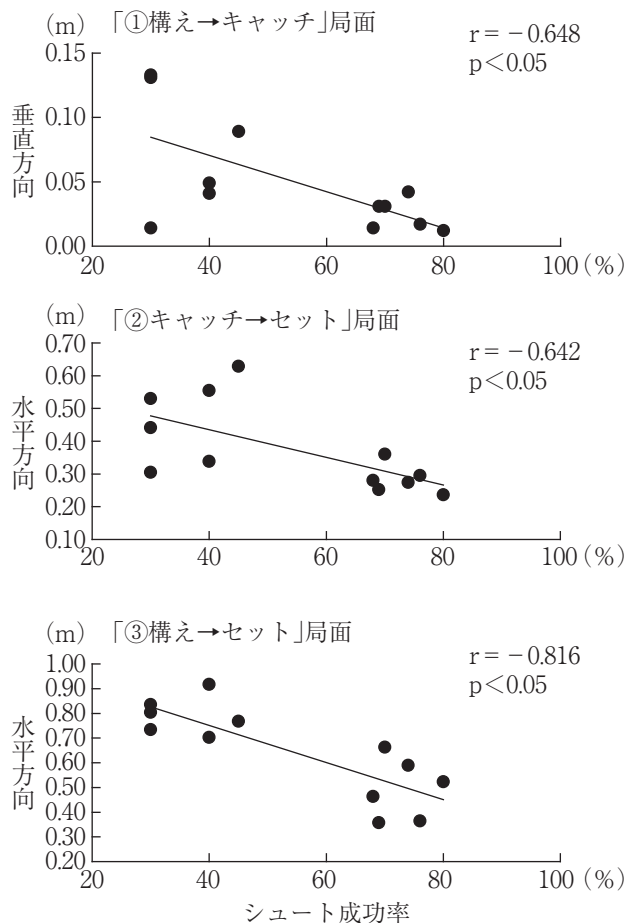 (m) 「①構え→キャッチ」局面
r=−0.648
p<0.05
垂直方向
0.15
0.10
0.05
0.00
20 40 60 80 100(%)
(m) 「②キャッチ→セット」局面
r=−0.642
p<0.05
水平方向
0.70
0.60
0.50
0.40
0.30
0.20
0.10
20 40 60 80 100(%)
(m) 「③構え→セット」局面
r=−0.816
p<0.05
水平方向
1.00
0.90
0.80
0.70
0.60
0.50
0.40
0.30
0.20
20 40 60 80 100(%)
シュート成功率